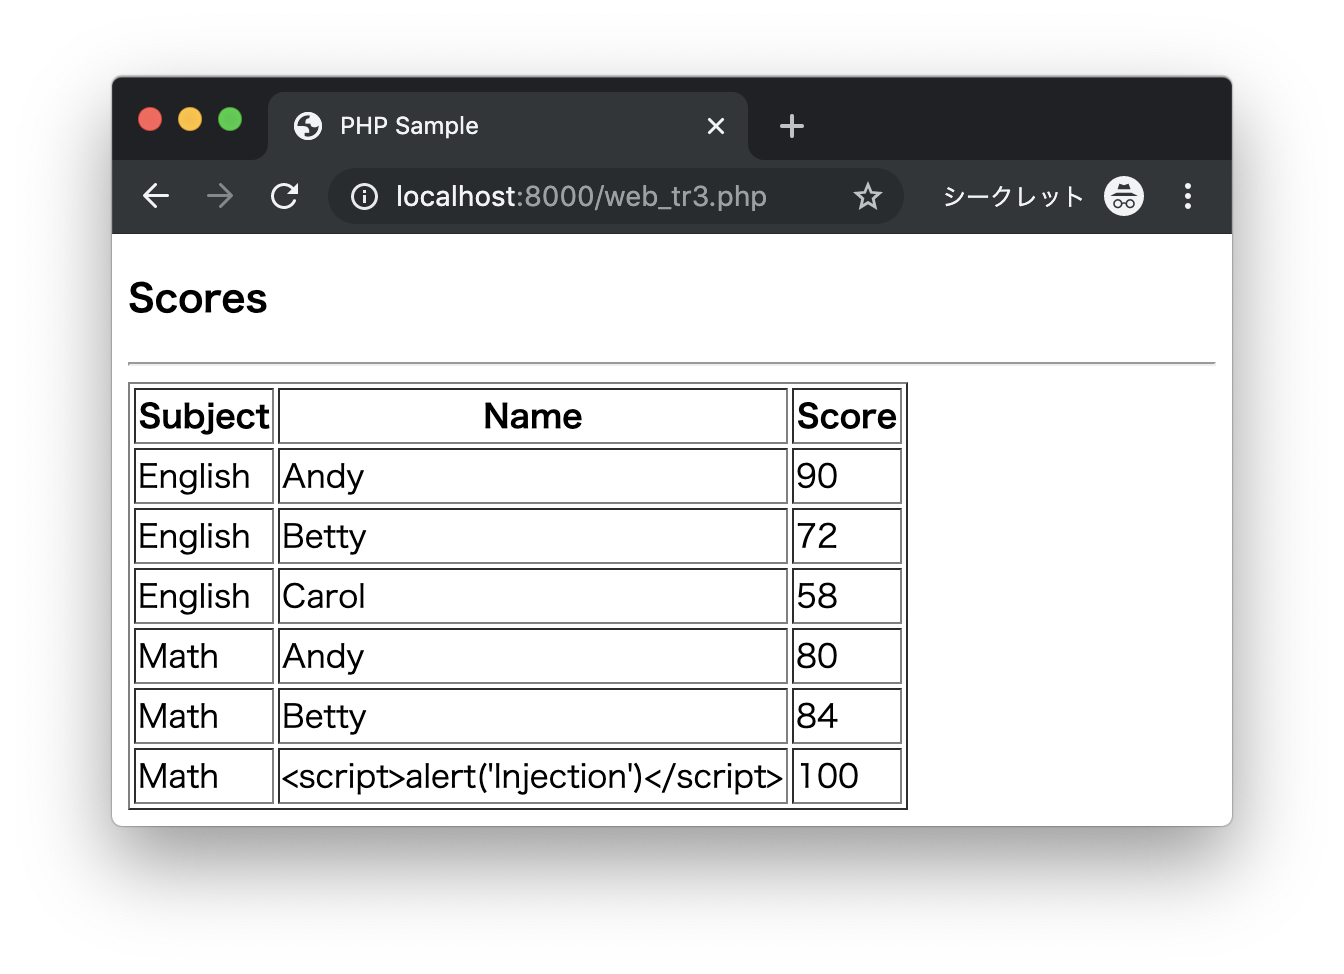 PHP Sample
localhost:8000/web_tr3.php シークレット
Scores
Subject Name Score
English Andy 90
English Betty 72
English Carol 58
Math Andy 80
Math Betty 84
Math <script>alert('Injection')</script> 100